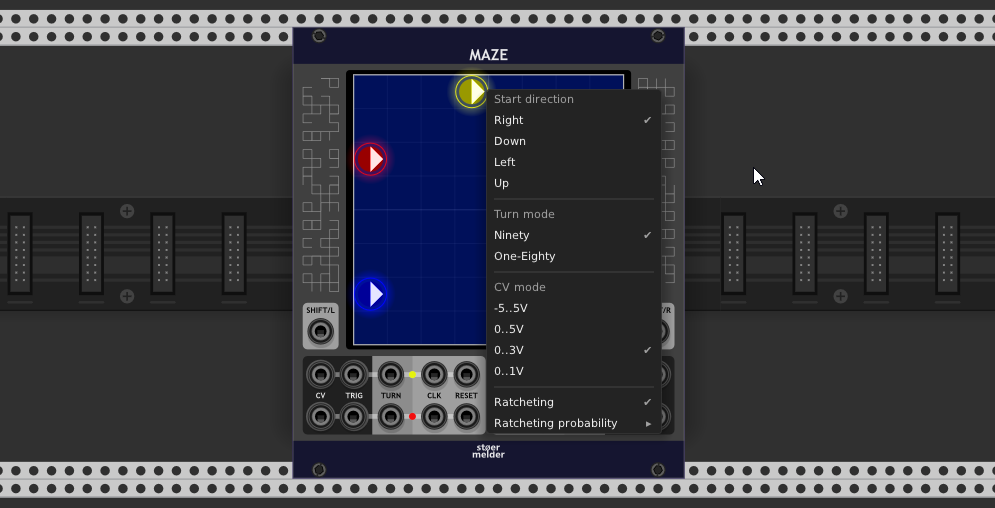 MAZE
Start direction
Right ✔
Down
Left
Up
Turn mode
Ninety ✔
One-Eighty
CV mode
-5..5V
0..5V
0..3V ✔
0..1V
Ratcheting ✔
Ratcheting probability ▸
SHIFT/L
/R
CV TRIG TURN CLK RESET
støer
melder